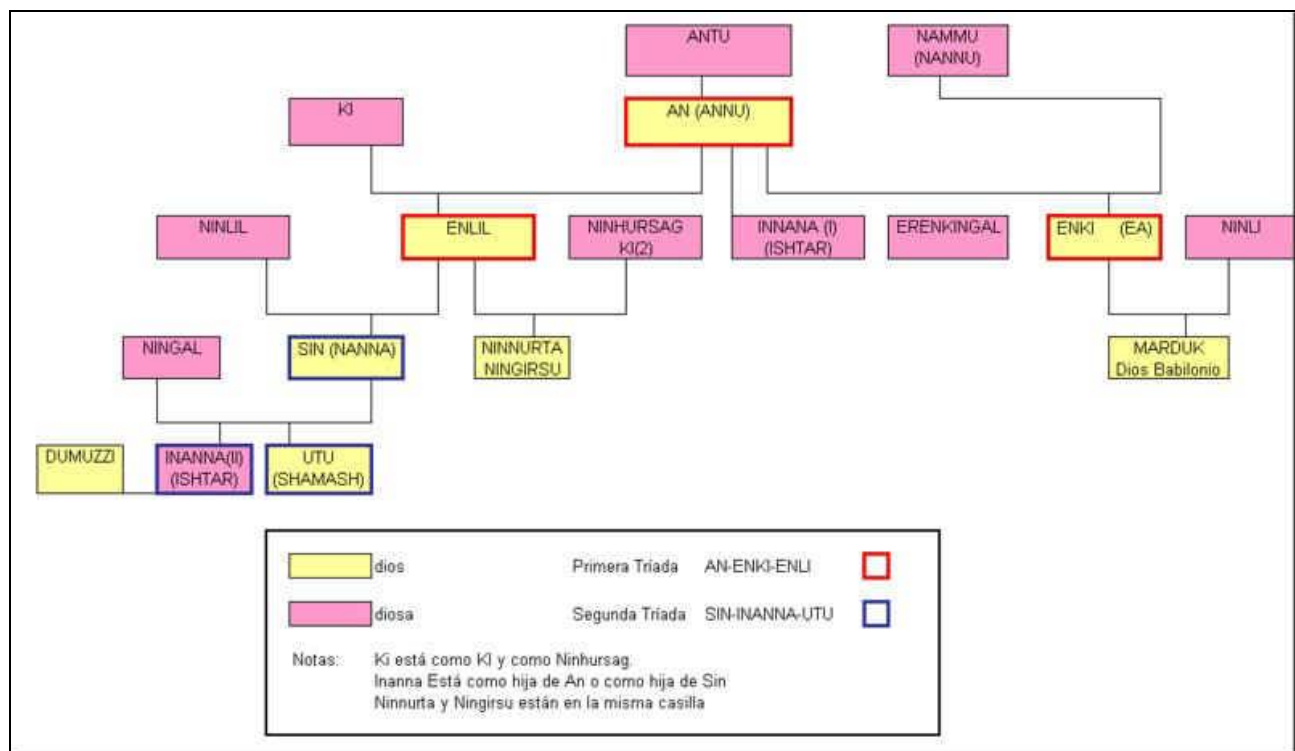 ANTU
NAMMU
(NANNU)
KI
AN (ANNU)
NINLIL
ENLIL
NINHURSAG
KI(2)
INNANA (I)
(ISHTAR)
ERENKINGAL
ENKI (EA)
NINLI
NINGAL
SIN (NANNA)
NINNURTA
NINGIRSU
MARDUK
Dios Babilonio
DUMUZZI
INANNA(II)
(ISHTAR)
UTU
(SHAMASH)
dios
Primera Tríada AN-ENKI-ENLI
diosa
Segunda Tríada SIN-INANNA-UTU
Notas: Ki está como KI y como Ninhursag.
Inanna Está como hija de An o como hija de Sin
Ninnurta y Ningirsu están en la misma casilla